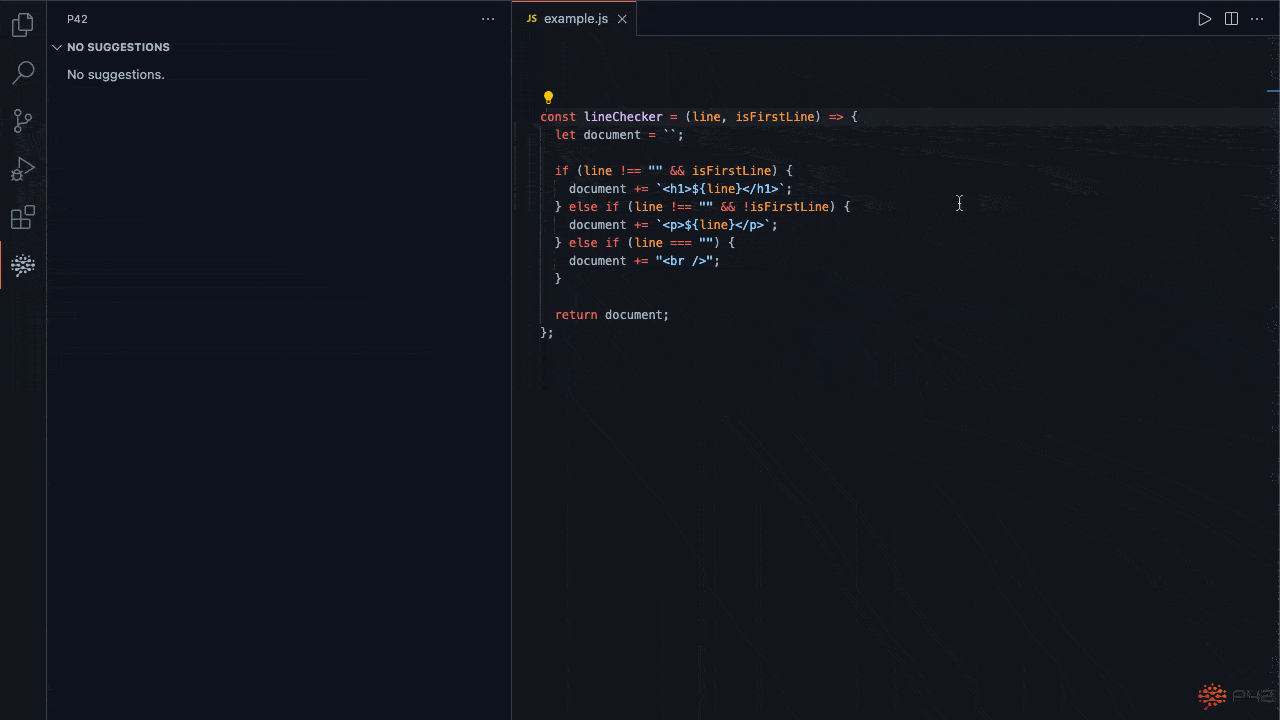 P42
NO SUGGESTIONS
No suggestions.
JS example.js
const lineChecker = (line, isFirstLine) => {
  let document = ``;

  if (line !== "" && isFirstLine) {
    document += `<h1>${line}</h1>`;
  } else if (line !== "" && !isFirstLine) {
    document += `<p>${line}</p>`;
  } else if (line === "") {
    document += "<br />";
  }

  return document;
};
P42